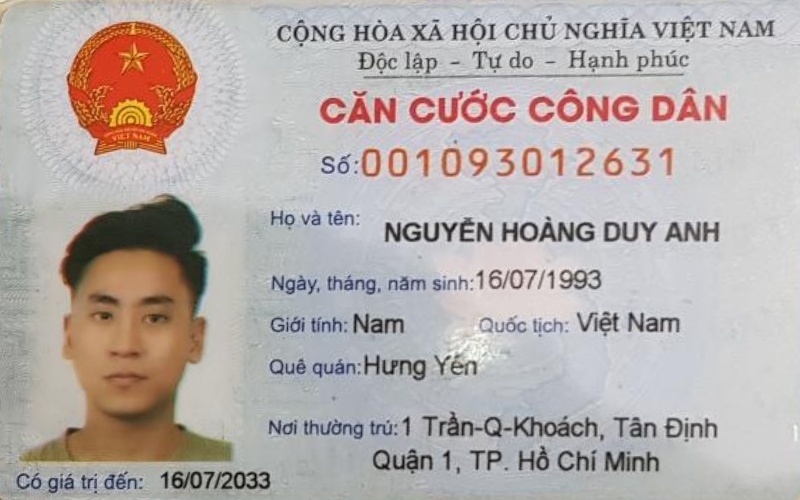 CỘNG HÒA XÃ HỘI CHỦ NGHĨA VIỆT NAM
Độc lập - Tự do - Hạnh phúc
CĂN CƯỚC CÔNG DÂN
Số: 001093012631
Họ và tên: NGUYỄN HOÀNG DUY ANH
Ngày, tháng, năm sinh: 16/07/1993
Giới tính: Nam Quốc tịch: Việt Nam
Quê quán: Hưng Yên
Nơi thường trú: 1 Trần-Q-Khoách, Tân Định
Quận 1, TP. Hồ Chí Minh
Có giá trị đến: 16/07/2033
VIỆT NAM